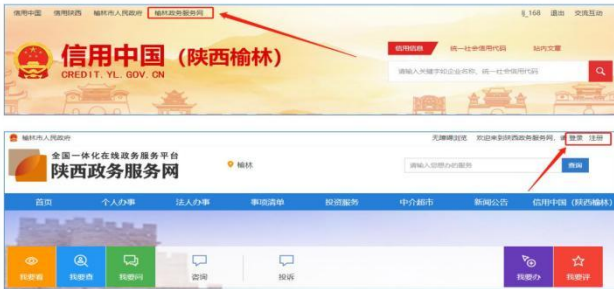 信用中国 信用陕西 榆林市人民政府 榆林政务服务网
退出 交流互动
信用中国 (陕西榆林)
CREDIT. YL. GOV. CN
信用信息 统一社会信用代码 站内文章
请输入关键字如企业名称、统一社会信用代码
榆林市人民政府
无障碍浏览 欢迎来到陕西政务服务网, 请 登录 注册
全国一体化在线政务服务平台
陕西政务服务网
榆林
请输入您想办的服务
查询
首页 个人办事 法人办事 事项清单 投资服务 中介超市 新闻公告 信用中国(陕西榆林)
我要看 我要查 我要问 咨询 投诉 我要办 我要评